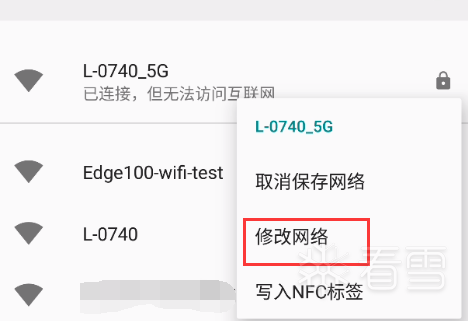 L-0740_5G
已连接，但无法访问互联网
L-0740_5G
取消保存网络
Edge100-wifi-test
修改网络
L-0740
看雪
写入NFC标签